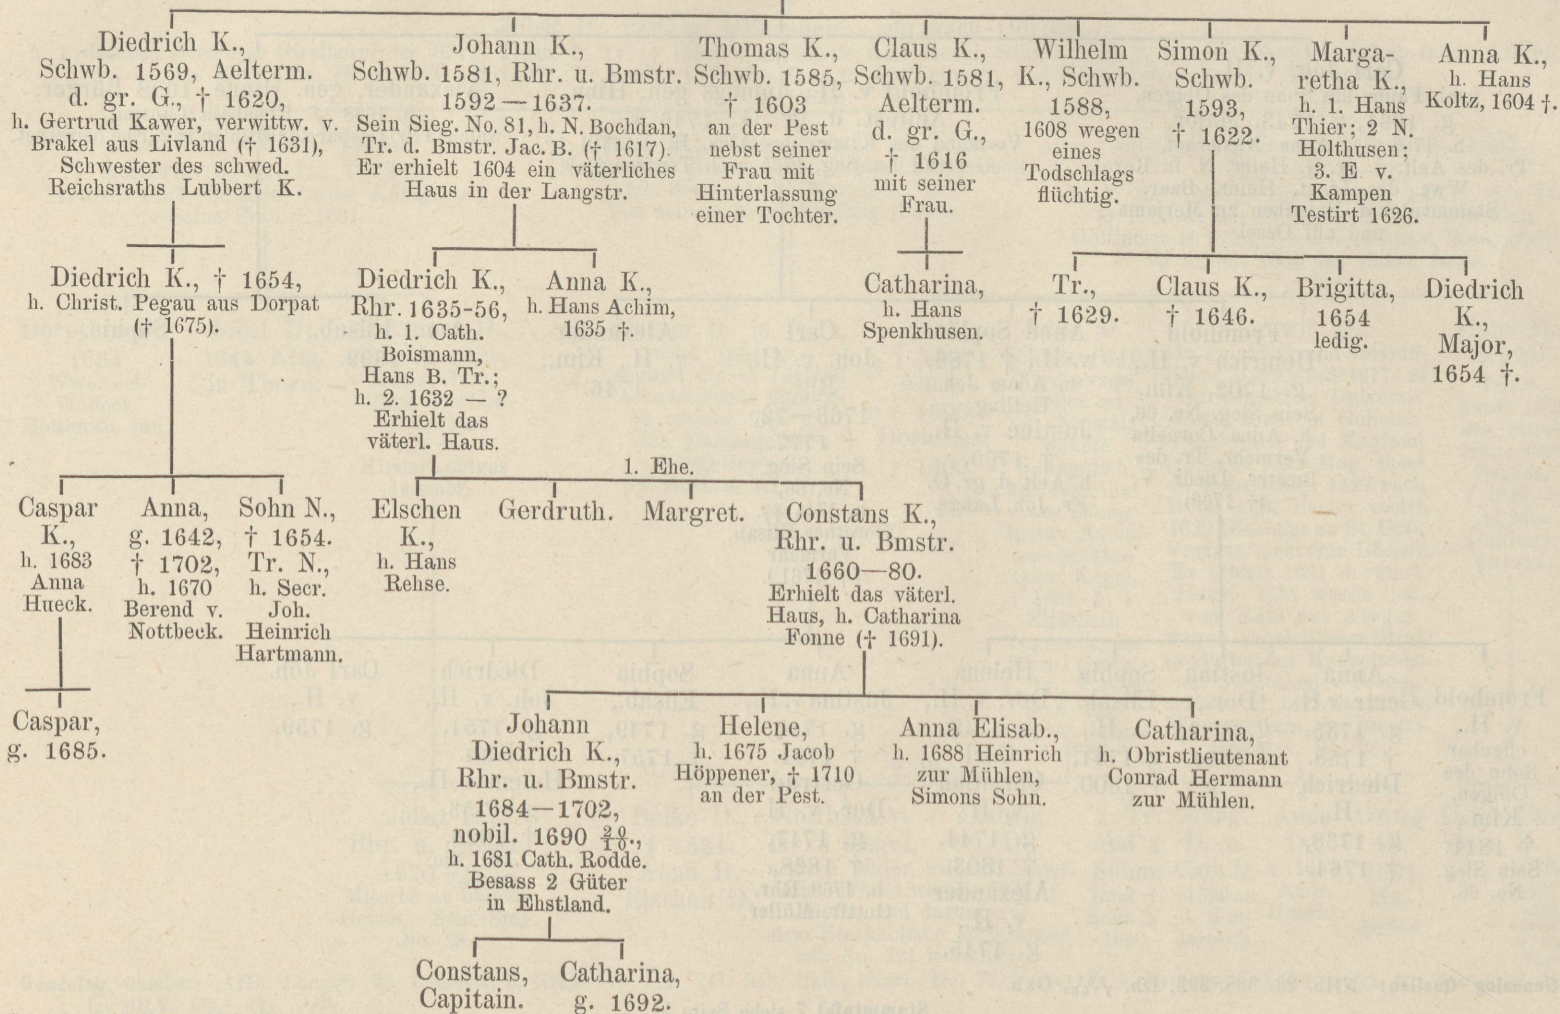 Diedrich K.,
Schwb. 1569, Aelterm.
d. gr. G., † 1620,
h. Gertrud Kawer, verwittw. v.
Brakel aus Livland († 1631),
Schwester des schwed.
Reichsraths Lubbert K.
Johann K.,
Schwb. 1581, Rhr. u. Bmstr.
1592—1637.
Sein Sieg. No. 81, h. N. Bochdan,
Tr. d. Bmstr. Jac. B. († 1617).
Er erhielt 1604 ein väterliches
Haus in der Langstr.
Thomas K.,
Schwb. 1585,
† 1603
an der Pest
nebst seiner
Frau mit
Hinterlassung
einer Tochter.
Claus K.,
Schwb. 1581,
Aelterm.
d. gr. G.,
† 1616
mit seiner
Frau.
Wilhelm
K., Schwb.
1588,
1608 wegen
eines
Todschlags
flüchtig.
Simon K.,
Schwb.
1593,
† 1622.
Marga-
retha K.,
h. 1. Hans
Thier; 2 N.
Holthusen;
3. E v.
Kampen
Testirt 1626.
Anna K.,
h. Hans
Koltz, 1604 †.
Diedrich K., † 1654,
h. Christ. Pegau aus Dorpat
(† 1675).
Diedrich K.,
Rhr. 1635-56,
h. 1. Cath.
Boismann,
Hans B. Tr.;
h. 2. 1632 — ?
Erhielt das
väterl. Haus.
Anna K.,
h. Hans Achim,
1635 †.
Catharina,
h. Hans
Spenkhusen.
Tr.,
† 1629.
Claus K.,
† 1646.
Brigitta,
1654
ledig.
Diedrich
K.,
Major,
1654 †.
1. Ehe.
Caspar
K.,
h. 1683
Anna
Hueck.
Anna,
g. 1642,
† 1702,
h. 1670
Berend v.
Nottbeck.
Sohn N.,
† 1654.
Tr. N.,
h. Secr.
Joh.
Heinrich
Hartmann.
Elschen
K.,
h. Hans
Rehse.
Gerdruth.
Margret.
Constans K.,
Rhr. u. Bmstr.
1660—80.
Erhielt das väterl.
Haus, h. Catharina
Fonne († 1691).
Caspar,
g. 1685.
Johann
Diedrich K.,
Rhr. u. Bmstr.
1684—1702,
nobil. 1690 20/10.,
h. 1681 Cath. Rodde.
Besass 2 Güter
in Ehstland.
Helene,
h. 1675 Jacob
Höppener, † 1710
an der Pest.
Anna Elisab.,
h. 1688 Heinrich
zur Mühlen,
Simons Sohn.
Catharina,
h. Obristlieutenant
Conrad Hermann
zur Mühlen.
Constans,
Capitain.
Catharina,
g. 1692.